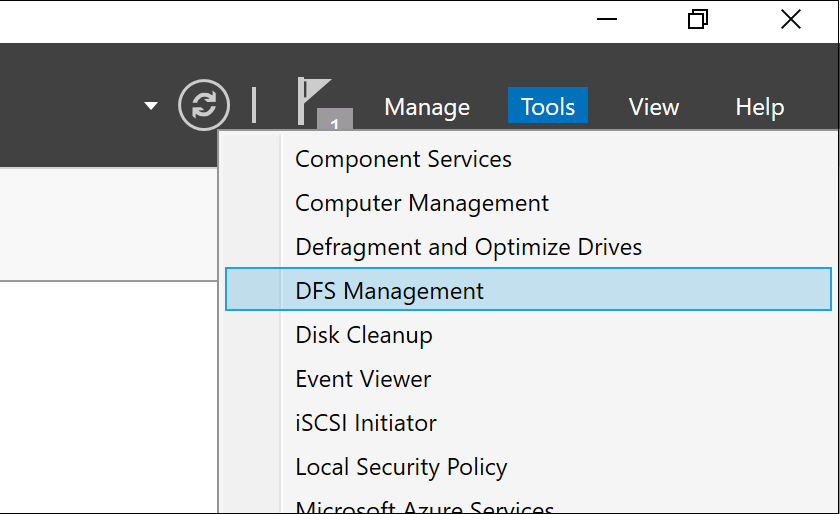 Manage Tools View Help
1
Component Services
Computer Management
Defragment and Optimize Drives
DFS Management
Disk Cleanup
Event Viewer
iSCSI Initiator
Local Security Policy
Microsoft Azure Services